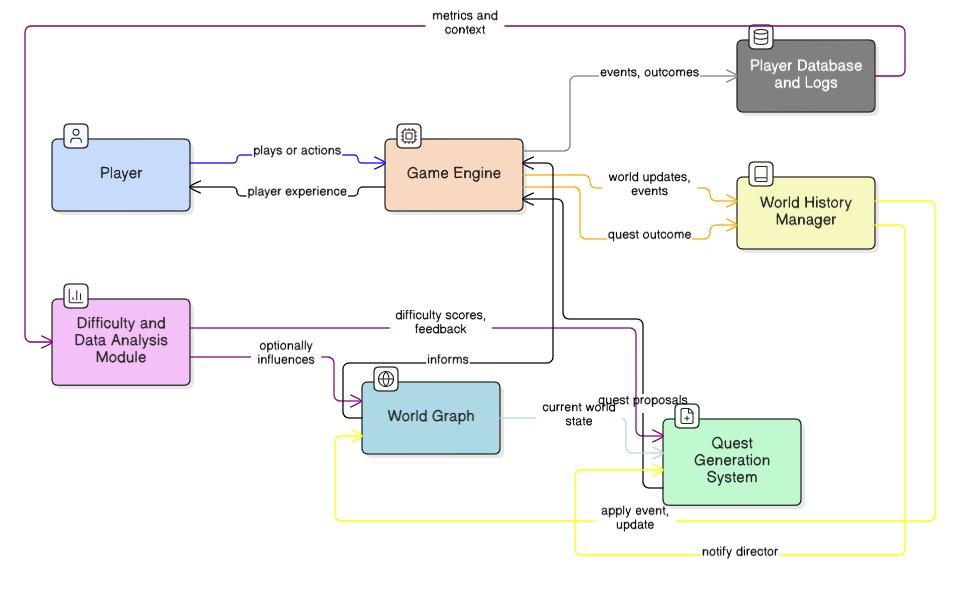 metrics and
context
Player Database
and Logs
events, outcomes
Player
plays or actions
player experience
Game Engine
world updates,
events
quest outcome
World History
Manager
Difficulty and
Data Analysis
Module
difficulty scores,
feedback
optionally
influences
informs
World Graph
current world
state
quest proposals
Quest
Generation
System
apply event,
update
notify director